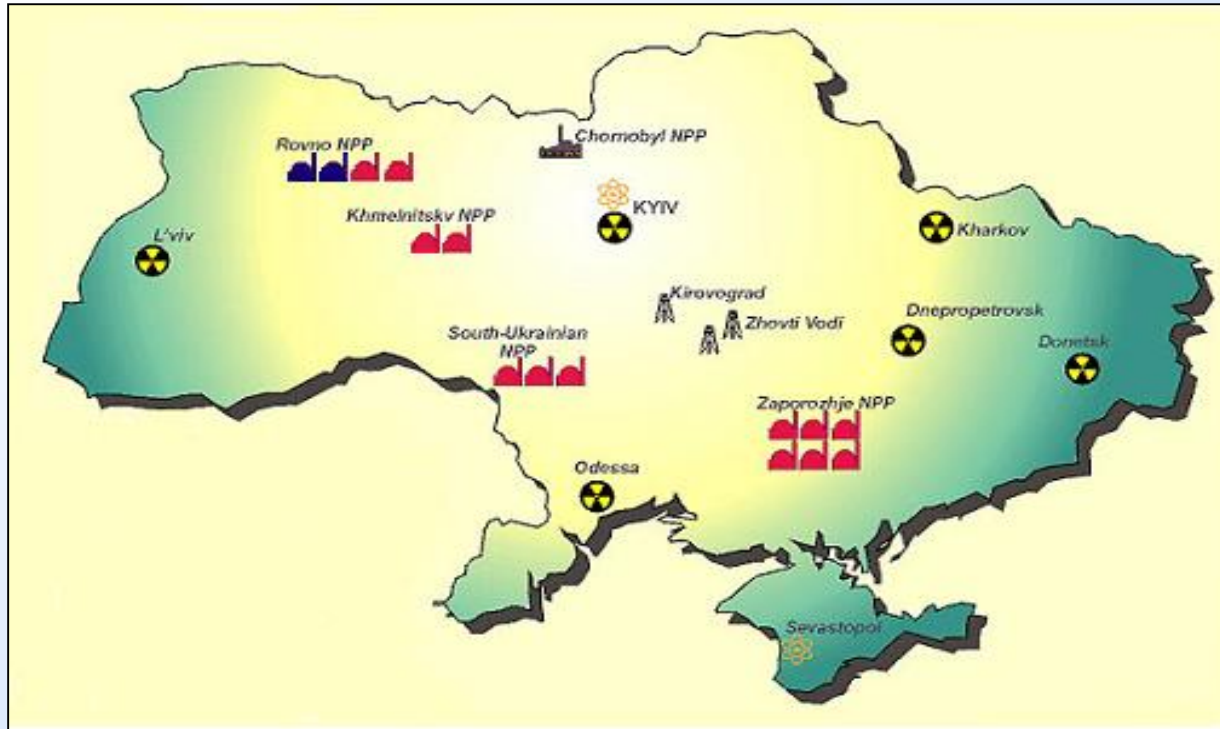 Chornobyl NPP
Rovno NPP
KYIV
Khmelnitskv NPP
L'viv
Kharkov
Kirovograd
Dnepropetrovsk
Zhovti Vodi
South-Ukrainian
NPP
Donetsk
Zaporozhje NPP
Odessa
Sevastopol